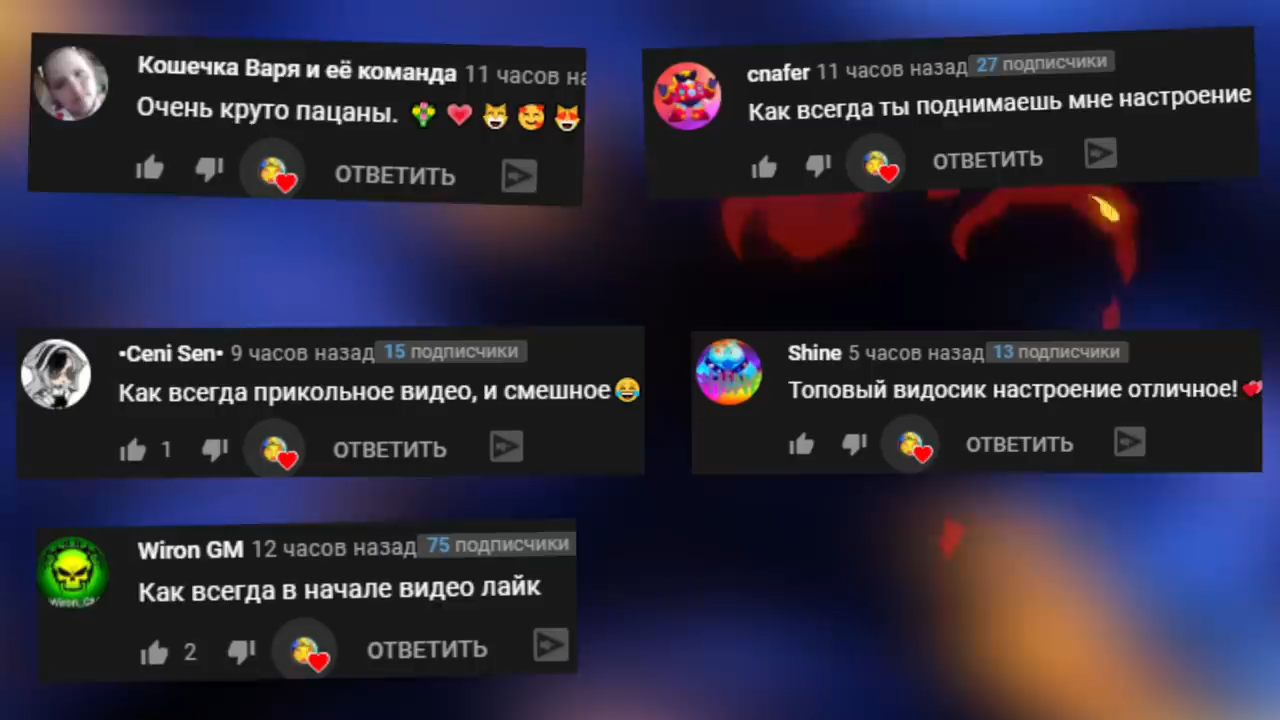 Кошечка Варя и её команда 11 часов на
Очень круто пацаны. 💐 💗 😸 🥰 😻
ОТВЕТИТЬ
cnafer 11 часов назад 27 подписчики
Как всегда ты поднимаешь мне настроение
ОТВЕТИТЬ
•Ceni Sen• 9 часов назад 15 подписчики
Как всегда прикольное видео, и смешное😂
1 ОТВЕТИТЬ
Shine 5 часов назад 13 подписчики
Топовый видосик настроение отличное! 💕
ОТВЕТИТЬ
Wiron GM 12 часов назад 75 подписчики
Как всегда в начале видео лайк
2 ОТВЕТИТЬ